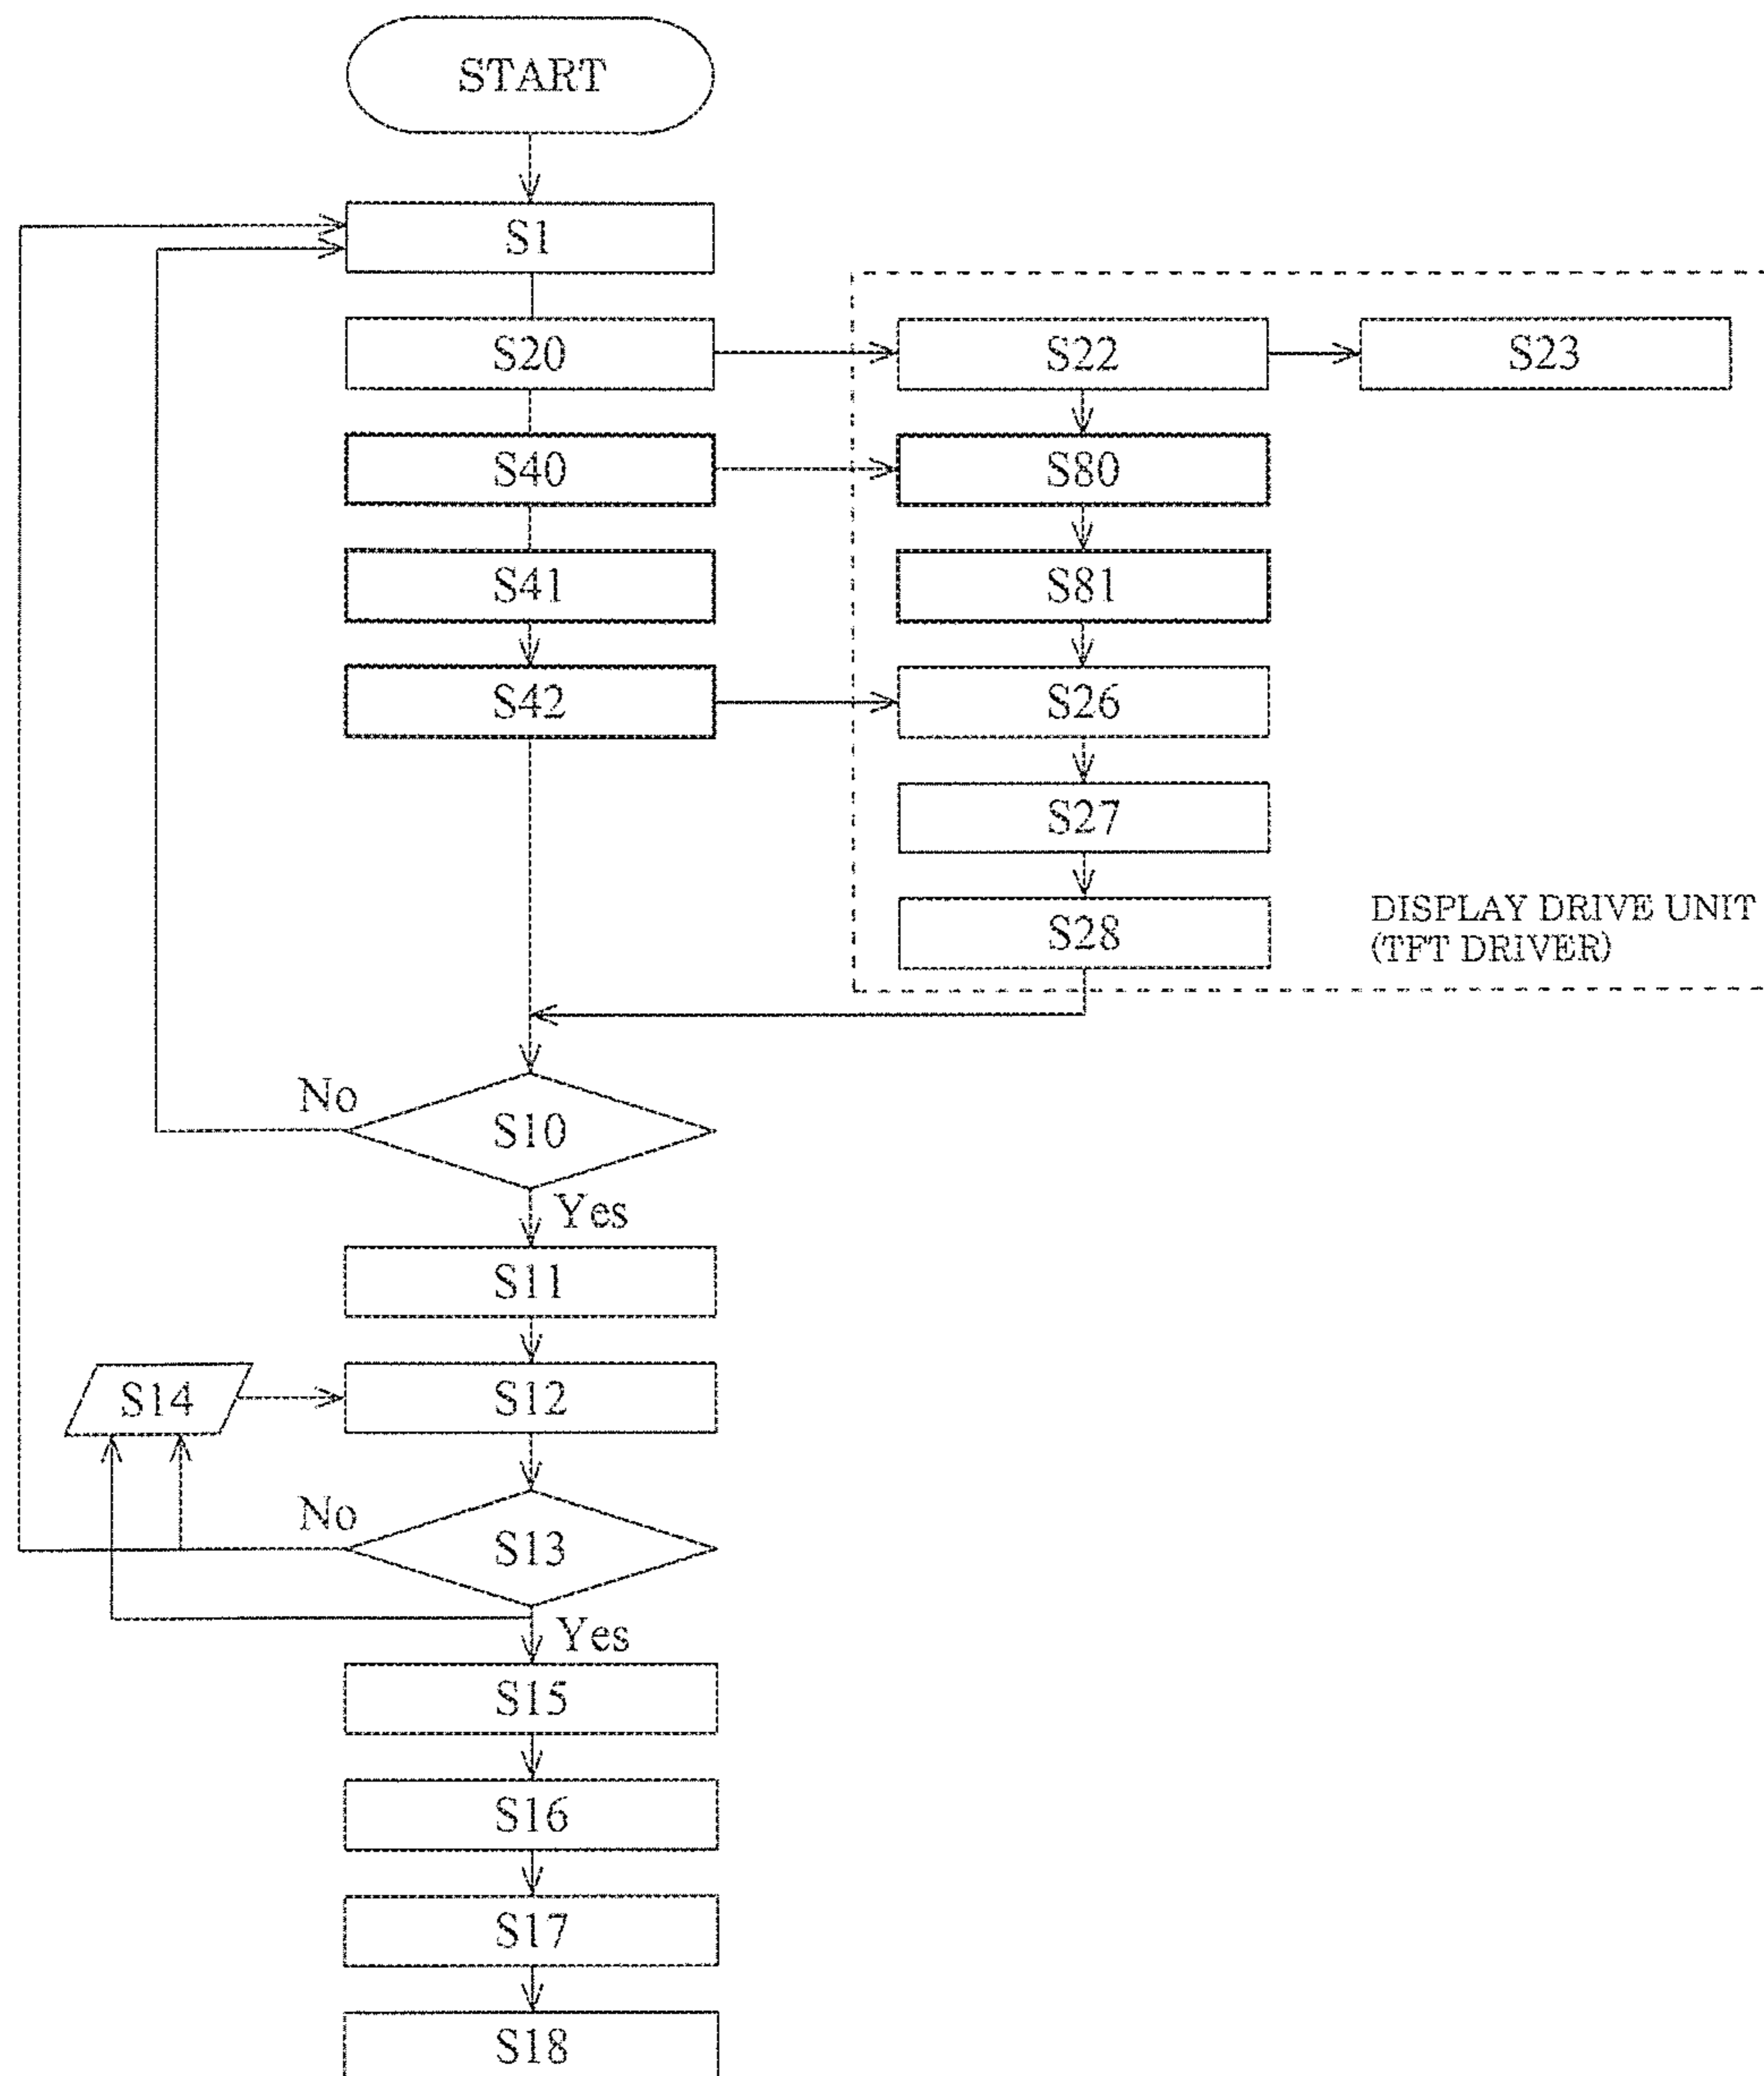 START
S1
S20
S22
S23
S40
S80
S41
S81
S42
S26
S27
S28
DISPLAY DRIVE UNIT
(TFT DRIVER)
No
S10
Yes
S11
S14
S12
No
S13
Yes
S15
S16
S17
S18